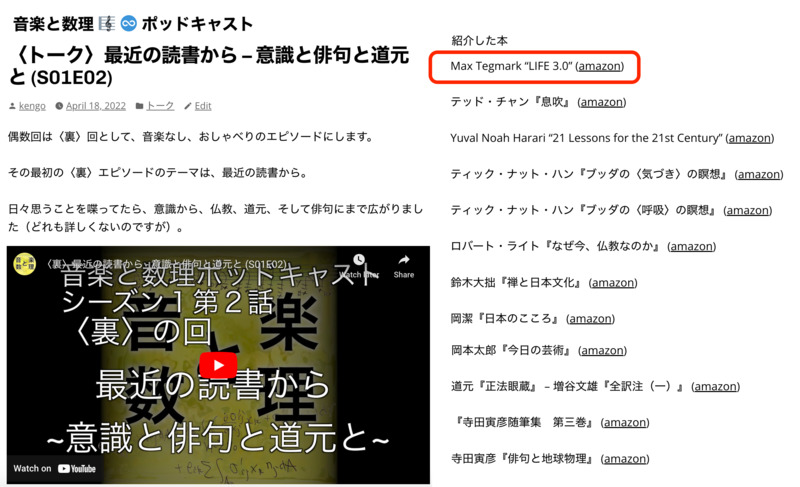 音楽と数理 🎼 ♾️ ポッドキャスト
〈トーク〉最近の読書から – 意識と俳句と道元
と (S01E02)
kengo April 18, 2022 トーク Edit
偶数回は〈裏〉回として、音楽なし、おしゃべりのエピソードにします。
その最初の〈裏〉エピソードのテーマは、最近の読書から。
日々思うことを喋ってたら、意識から、仏教、道元、そして俳句にまで広がりまし
た（どれも詳しくないのですが）。
音楽と数理
〈裏〉最近の読書から~意識と俳句と道元と (S01E02)
Watch later
Share
音楽と数理ポッドキャスト
シーズン１第２話
〈裏〉の回
音楽と数理
最近の読書から
~意識と俳句と道元と~
Watch on YouTube
紹介した本
Max Tegmark “LIFE 3.0” (amazon)
テッド・チャン『息吹』 (amazon)
Yuval Noah Harari “21 Lessons for the 21st Century” (amazon)
ティック・ナット・ハン『ブッダの〈気づき〉の瞑想』 (amazon)
ティック・ナット・ハン『ブッダの〈呼吸〉の瞑想』 (amazon)
ロバート・ライト『なぜ今、仏教なのか』 (amazon)
鈴木大拙『禅と日本文化』 (amazon)
岡潔『日本のこころ』 (amazon)
岡本太郎『今日の芸術』 (amazon)
道元『正法眼蔵』 – 増谷文雄『全訳注（一）』 (amazon)
『寺田寅彦随筆集　第三巻』 (amazon)
寺田寅彦『俳句と地球物理』 (amazon)